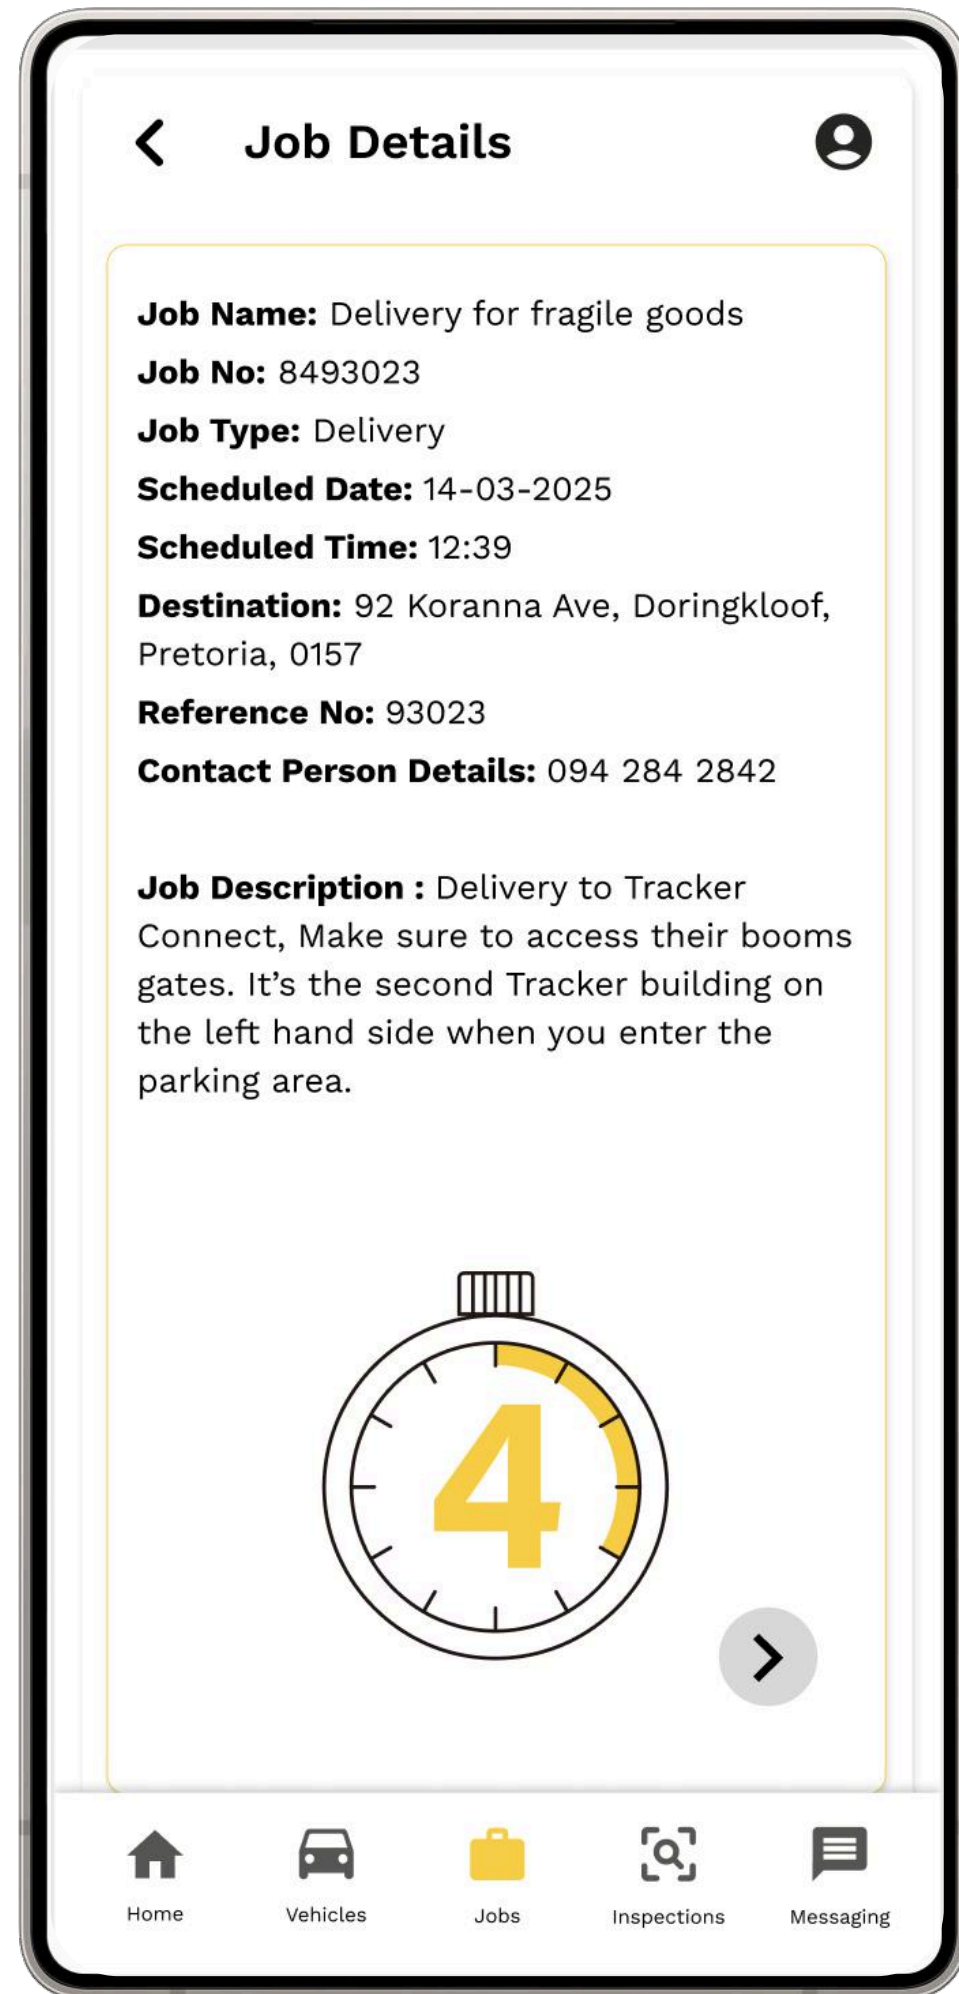 Job Details
Job Name: Delivery for fragile goods
Job No: 8493023
Job Type: Delivery
Scheduled Date: 14-03-2025
Scheduled Time: 12:39
Destination: 92 Koranna Ave, Doringkloof,
Pretoria, 0157
Reference No: 93023
Contact Person Details: 094 284 2842
Job Description : Delivery to Tracker
Connect, Make sure to access their booms
gates. It’s the second Tracker building on
the left hand side when you enter the
parking area.
4
Home Vehicles Jobs Inspections Messaging